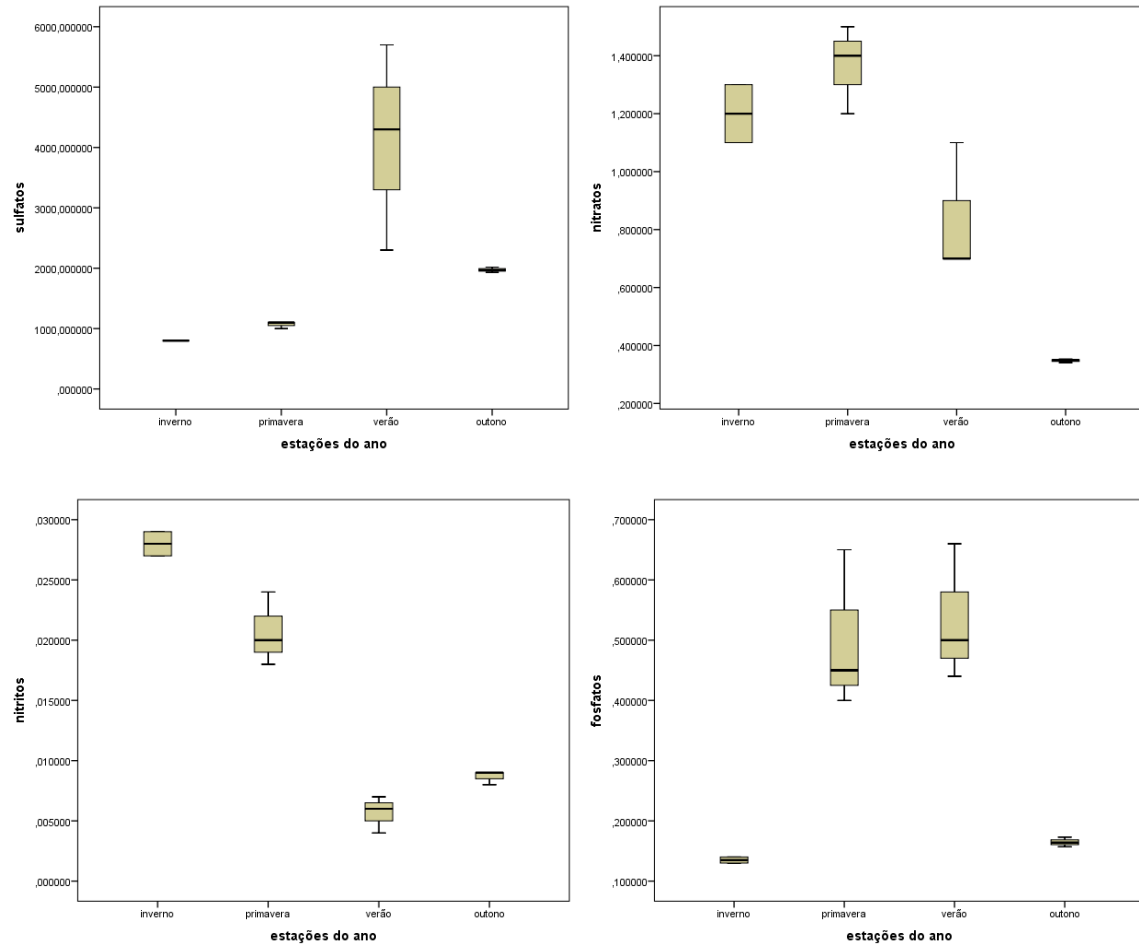 6000,000000
5000,000000
4000,000000
3000,000000
2000,000000
1000,000000
,000000
sulfatos
inverno primavera verão outono
estações do ano
1,400000
1,200000
1,000000
,800000
,600000
,400000
,200000
nitratos
inverno primavera verão outono
estações do ano
,030000
,025000
,020000
,015000
,010000
,005000
,000000
nitritos
inverno primavera verão outono
estações do ano
,700000
,600000
,500000
,400000
,300000
,200000
,100000
fosfatos
inverno primavera verão outono
estações do ano